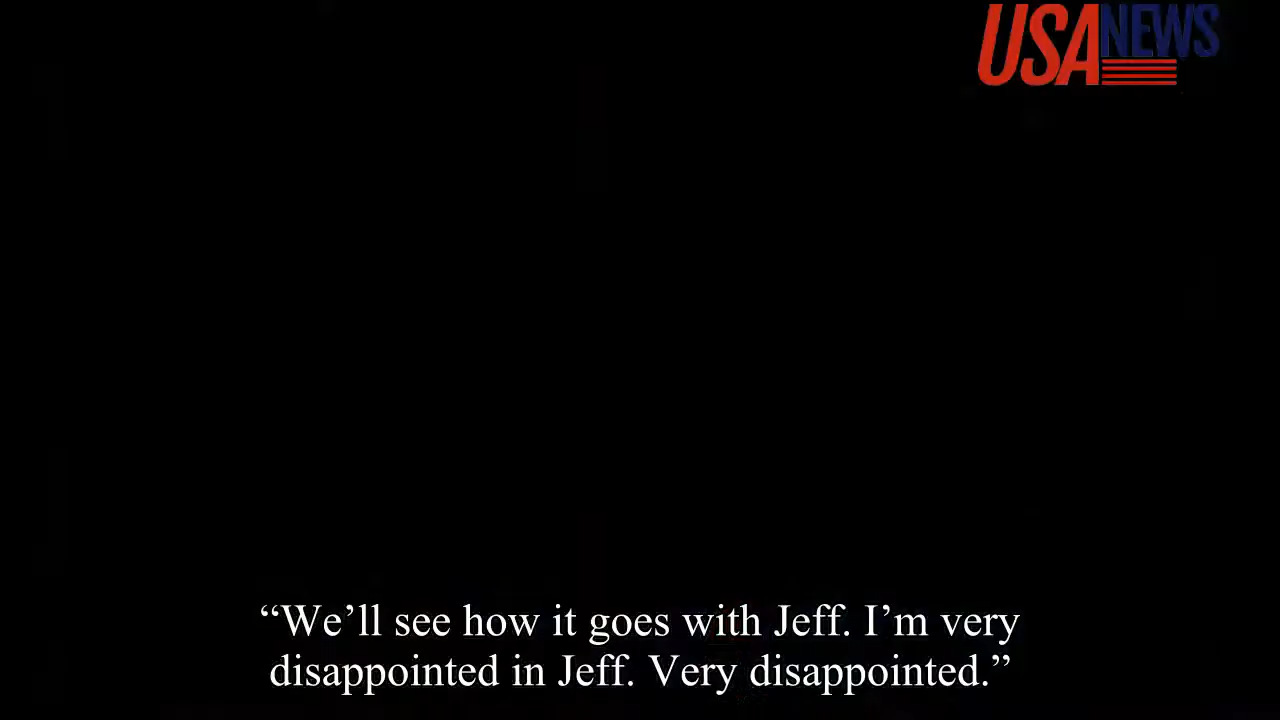 USANEWS
“We’ll see how it goes with Jeff. I’m very
disappointed in Jeff. Very disappointed.”